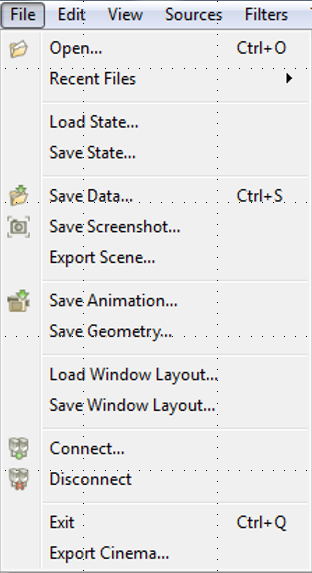 File Edit View Sources Filters
Open... Ctrl+O
Recent Files
Load State...
Save State...
Save Data... Ctrl+S
Save Screenshot...
Export Scene...
Save Animation...
Save Geometry...
Load Window Layout...
Save Window Layout...
Connect...
Disconnect
Exit Ctrl+Q
Export Cinema...